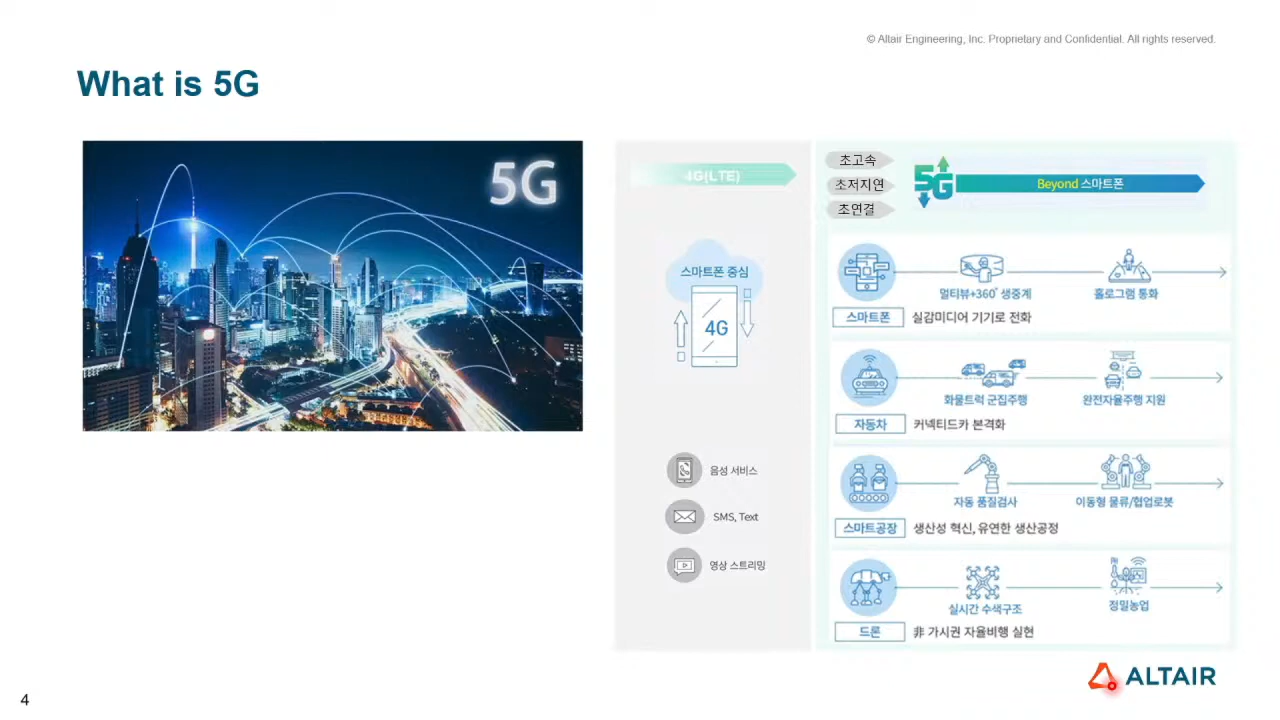 © Altair Engineering, Inc. Proprietary and Confidential. All rights reserved.
What is 5G
5G
4G(LTE)
스마트폰 중심
4G
음성 서비스
SMS, Text
영상 스트리밍
초고속
초저지연
초연결
5G
Beyond 스마트폰
멀티뷰+360° 생중계
홀로그램 통화
스마트폰 실감미디어 기기로 전화
화물트럭 군집주행
완전자율주행 지원
자동차 커넥티드카 본격화
자동 품질검사
이동형 물류/협업로봇
스마트공장 생산성 혁신, 유연한 생산공정
실시간 수색구조
정밀농업
드론 非 가시권 자율비행 실현
ALTAIR
4